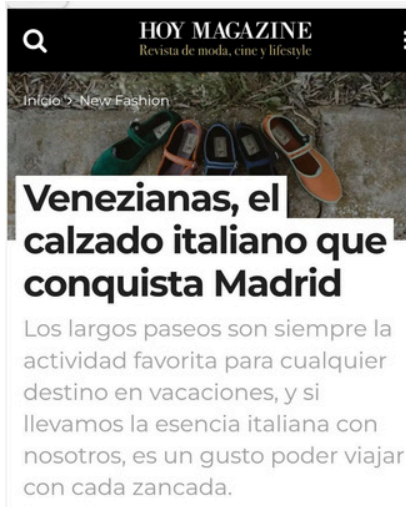 HOY MAGAZINE
Revista de moda, cine y lifestyle
Inicio > New Fashion
Venezianas, el
calzado italiano que
conquista Madrid
Los largos paseos son siempre la
actividad favorita para cualquier
destino en vacaciones, y si
llevamos la esencia italiana con
nosotros, es un gusto poder viajar
con cada zancada.